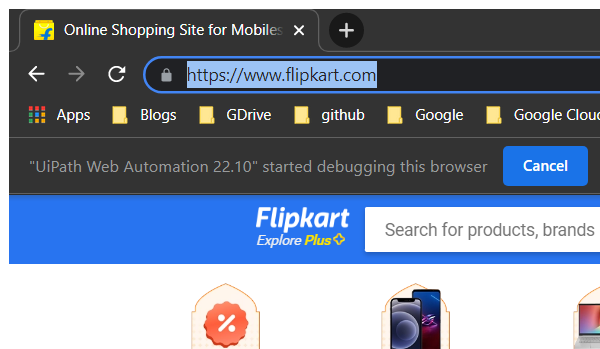 Online Shopping Site for Mobiles
https://www.flipkart.com
Apps Blogs GDrive github Google Google Cloud
"UiPath Web Automation 22.10" started debugging this browser Cancel
Flipkart Search for products, brands
Explore Plus
%